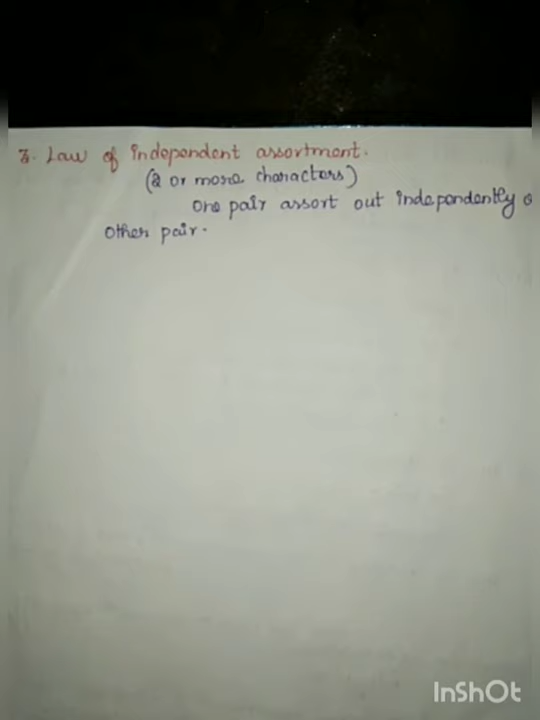 3. Law of independent assortment.
(2 or more characters)
One pair assort out independently
other pair.
InShOt